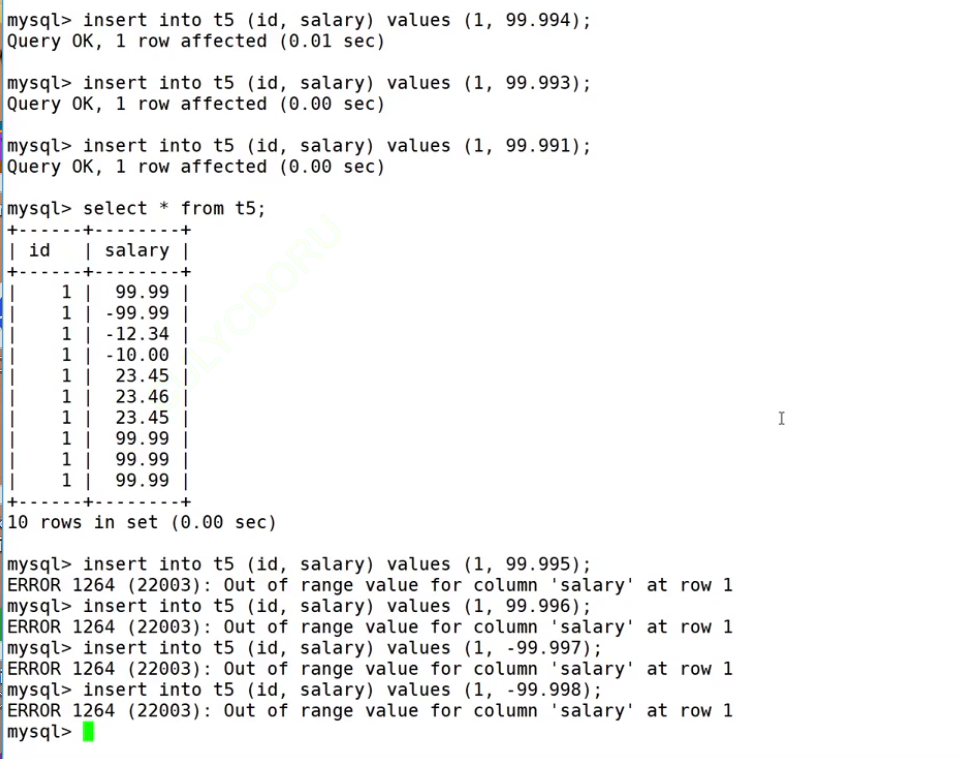 mysql> insert into t5 (id, salary) values (1, 99.994);
Query OK, 1 row affected (0.01 sec)
mysql> insert into t5 (id, salary) values (1, 99.993);
Query OK, 1 row affected (0.00 sec)
mysql> insert into t5 (id, salary) values (1, 99.991);
Query OK, 1 row affected (0.00 sec)
mysql> select * from t5;
+------+--------+
| id   | salary |
+------+--------+
|    1 |  99.99 |
|    1 | -99.99 |
|    1 | -12.34 |
|    1 | -10.00 |
|    1 |  23.45 |
|    1 |  23.46 |
|    1 |  23.45 |
|    1 |  99.99 |
|    1 |  99.99 |
|    1 |  99.99 |
+------+--------+
10 rows in set (0.00 sec)
mysql> insert into t5 (id, salary) values (1, 99.995);
ERROR 1264 (22003): Out of range value for column 'salary' at row 1
mysql> insert into t5 (id, salary) values (1, 99.996);
ERROR 1264 (22003): Out of range value for column 'salary' at row 1
mysql> insert into t5 (id, salary) values (1, -99.997);
ERROR 1264 (22003): Out of range value for column 'salary' at row 1
mysql> insert into t5 (id, salary) values (1, -99.998);
ERROR 1264 (22003): Out of range value for column 'salary' at row 1
mysql>